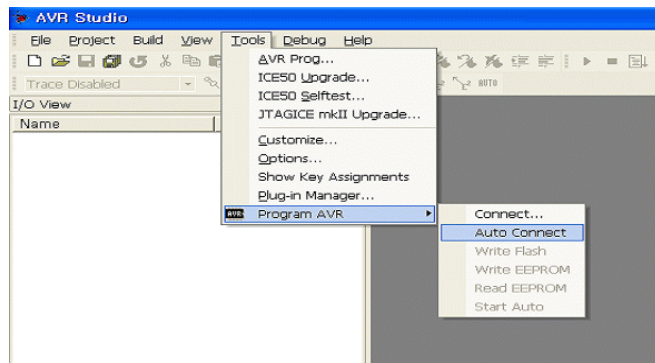 AVR Studio
File Project Build View Tools Debug Help
Trace Disabled
AUTO
I/O View
Name
AVR Prog...
ICE50 Upgrade...
ICE50 Selftest...
JTAGICE mkII Upgrade...
Customize...
Options...
Show Key Assignments
Plug-in Manager...
AVR Program AVR
Connect...
Auto Connect
Write Flash
Write EEPROM
Read EEPROM
Start Auto